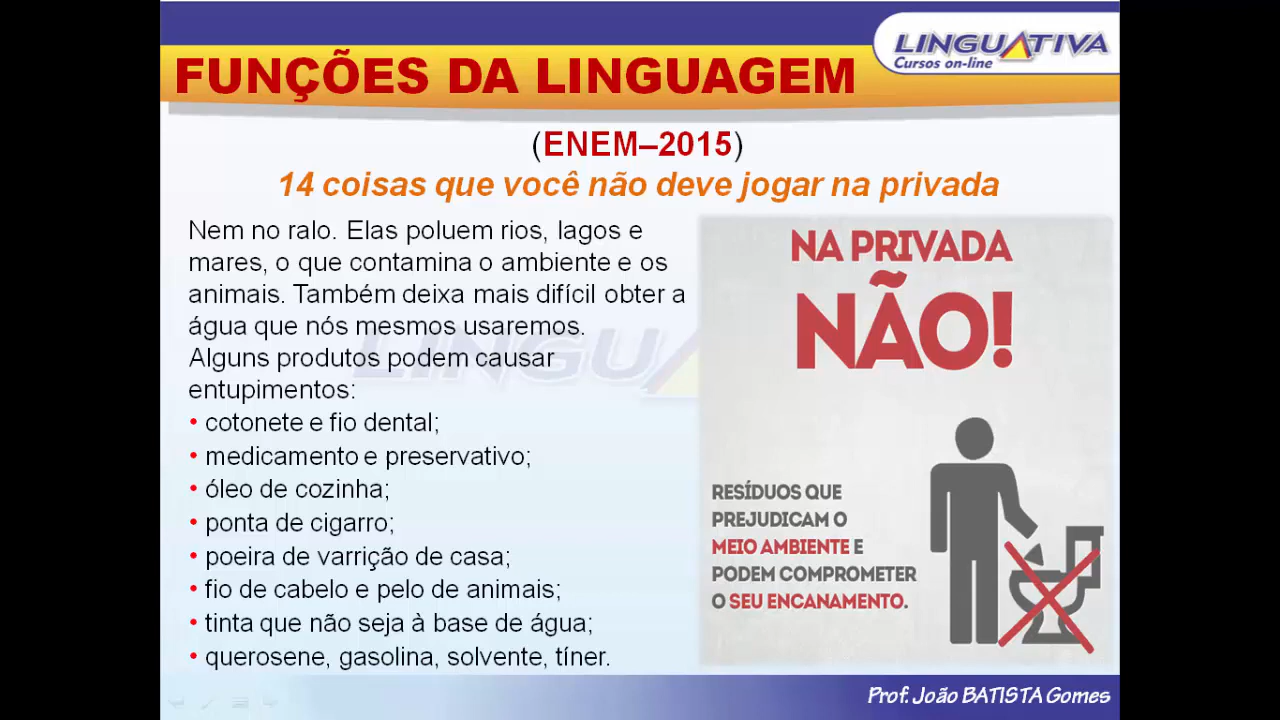 LINGUATIVA
Cursos on-line
FUNÇÕES DA LINGUAGEM
(ENEM–2015)
14 coisas que você não deve jogar na privada
Nem no ralo. Elas poluem rios, lagos e
mares, o que contamina o ambiente e os
animais. Também deixa mais difícil obter a
água que nós mesmos usaremos.
Alguns produtos podem causar
entupimentos:
• cotonete e fio dental;
• medicamento e preservativo;
• óleo de cozinha;
• ponta de cigarro;
• poeira de varrição de casa;
• fio de cabelo e pelo de animais;
• tinta que não seja à base de água;
• querosene, gasolina, solvente, tíner.
NA PRIVADA
NÃO!
RESÍDUOS QUE
PREJUDICAM O
MEIO AMBIENTE E
PODEM COMPROMETER
O SEU ENCANAMENTO.
LINGUA
Prof. João BATISTA Gomes